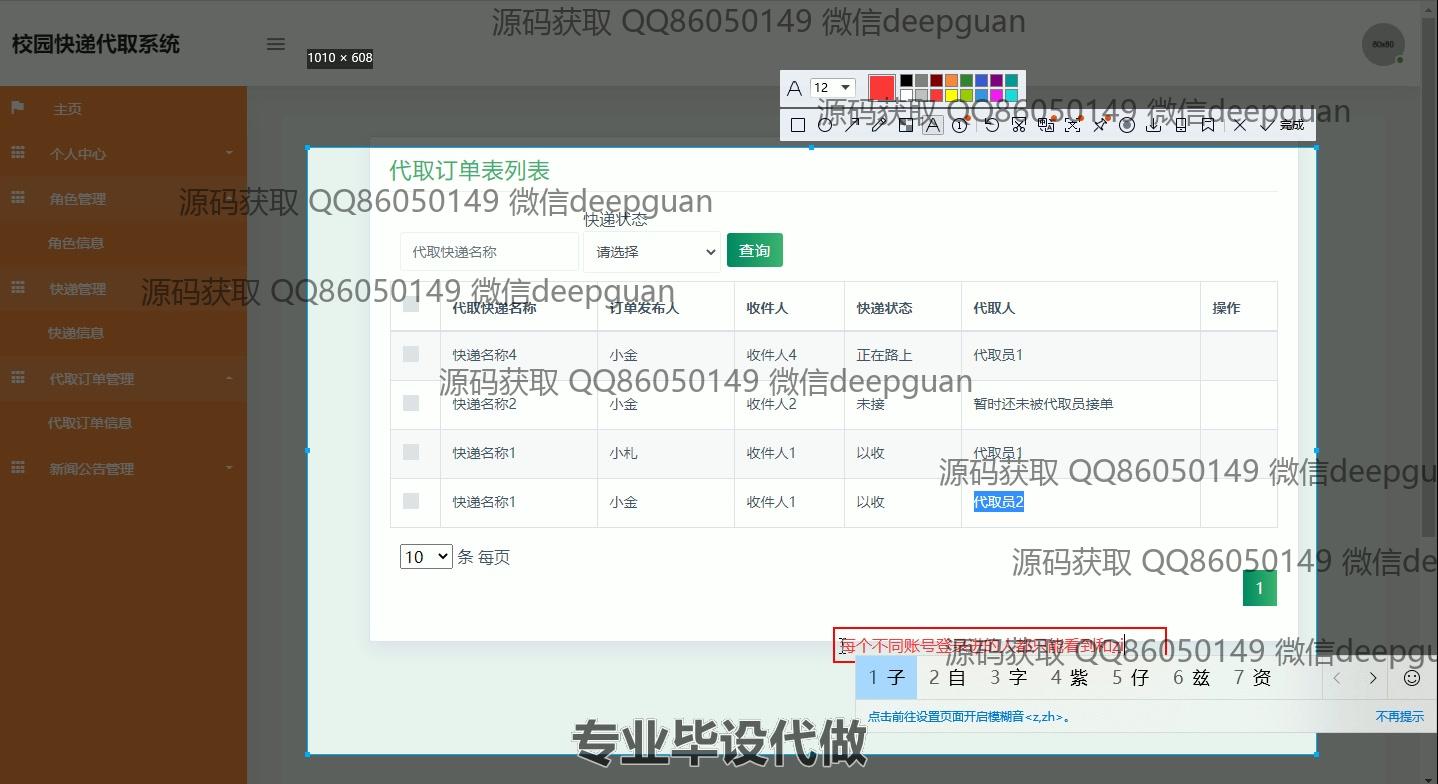 源码获取 QQ86050149 微信deepguan
校园快递代取系统
1010 × 608
60x60
A 12
源码获取 QQ86050149 微信deepguan
完成
主页
个人中心
角色管理
角色信息
快递管理
快递信息
代取订单管理
代取订单信息
新闻公告管理
代取订单表列表
源码获取 QQ86050149 微信deepguan
快递状态
代取快递名称 请选择 查询
源码获取 QQ86050149 微信deepguan
代取快递名称 订单发布人 收件人 快递状态 代取人 操作
快递名称4 小金 收件人4 正在路上 代取员1
源码获取 QQ86050149 微信deepguan
快递名称2 小金 收件人2 未接 暂时还未被代取员接单
快递名称1 小札 收件人1 以收 代取员1
源码获取 QQ86050149 微信deepgu
快递名称1 小金 收件人1 以收 代取员2
10 条 每页
源码获取 QQ86050149 微信de
1
每个不同账号登录进的人都只能看到和zi
源码获取 QQ86050149 微信deepgu
1 子 2 自 3 字 4 紫 5 仔 6 兹 7 资
点击前往设置页面开启模糊音<z,zh>。 不再提示
专业毕设代做